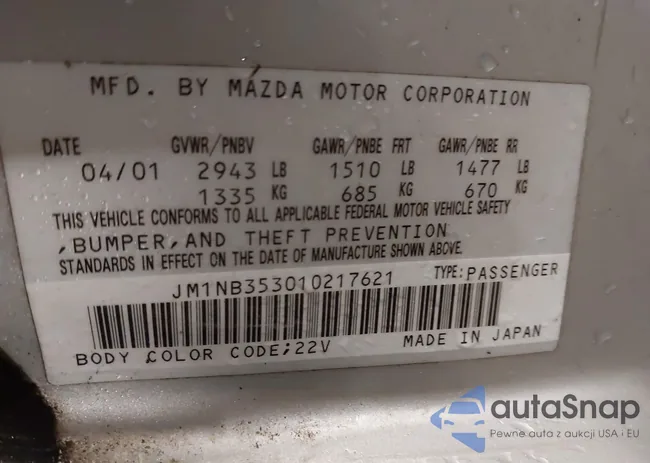 MFD. BY MAZDA MOTOR CORPORATION
DATE GVWR/PNBV GAWR/PNBE FRT GAWR/PNBE RR
04/01 2943 LB 1510 LB 1477 LB
1335 KG 685 KG 670 KG
THIS VEHICLE CONFORMS TO ALL APPLICABLE FEDERAL MOTOR VEHICLE SAFETY
,BUMPER,AND THEFT PREVENTION
STANDARDS IN EFFECT ON THE DATE OF MANUFACTURE SHOWN ABOVE.
JM1NB353010217621 TYPE:PASSENGER
BODY COLOR CODE;22V MADE IN JAPAN
autaSnap
Pewne auta z aukcji USA i EU